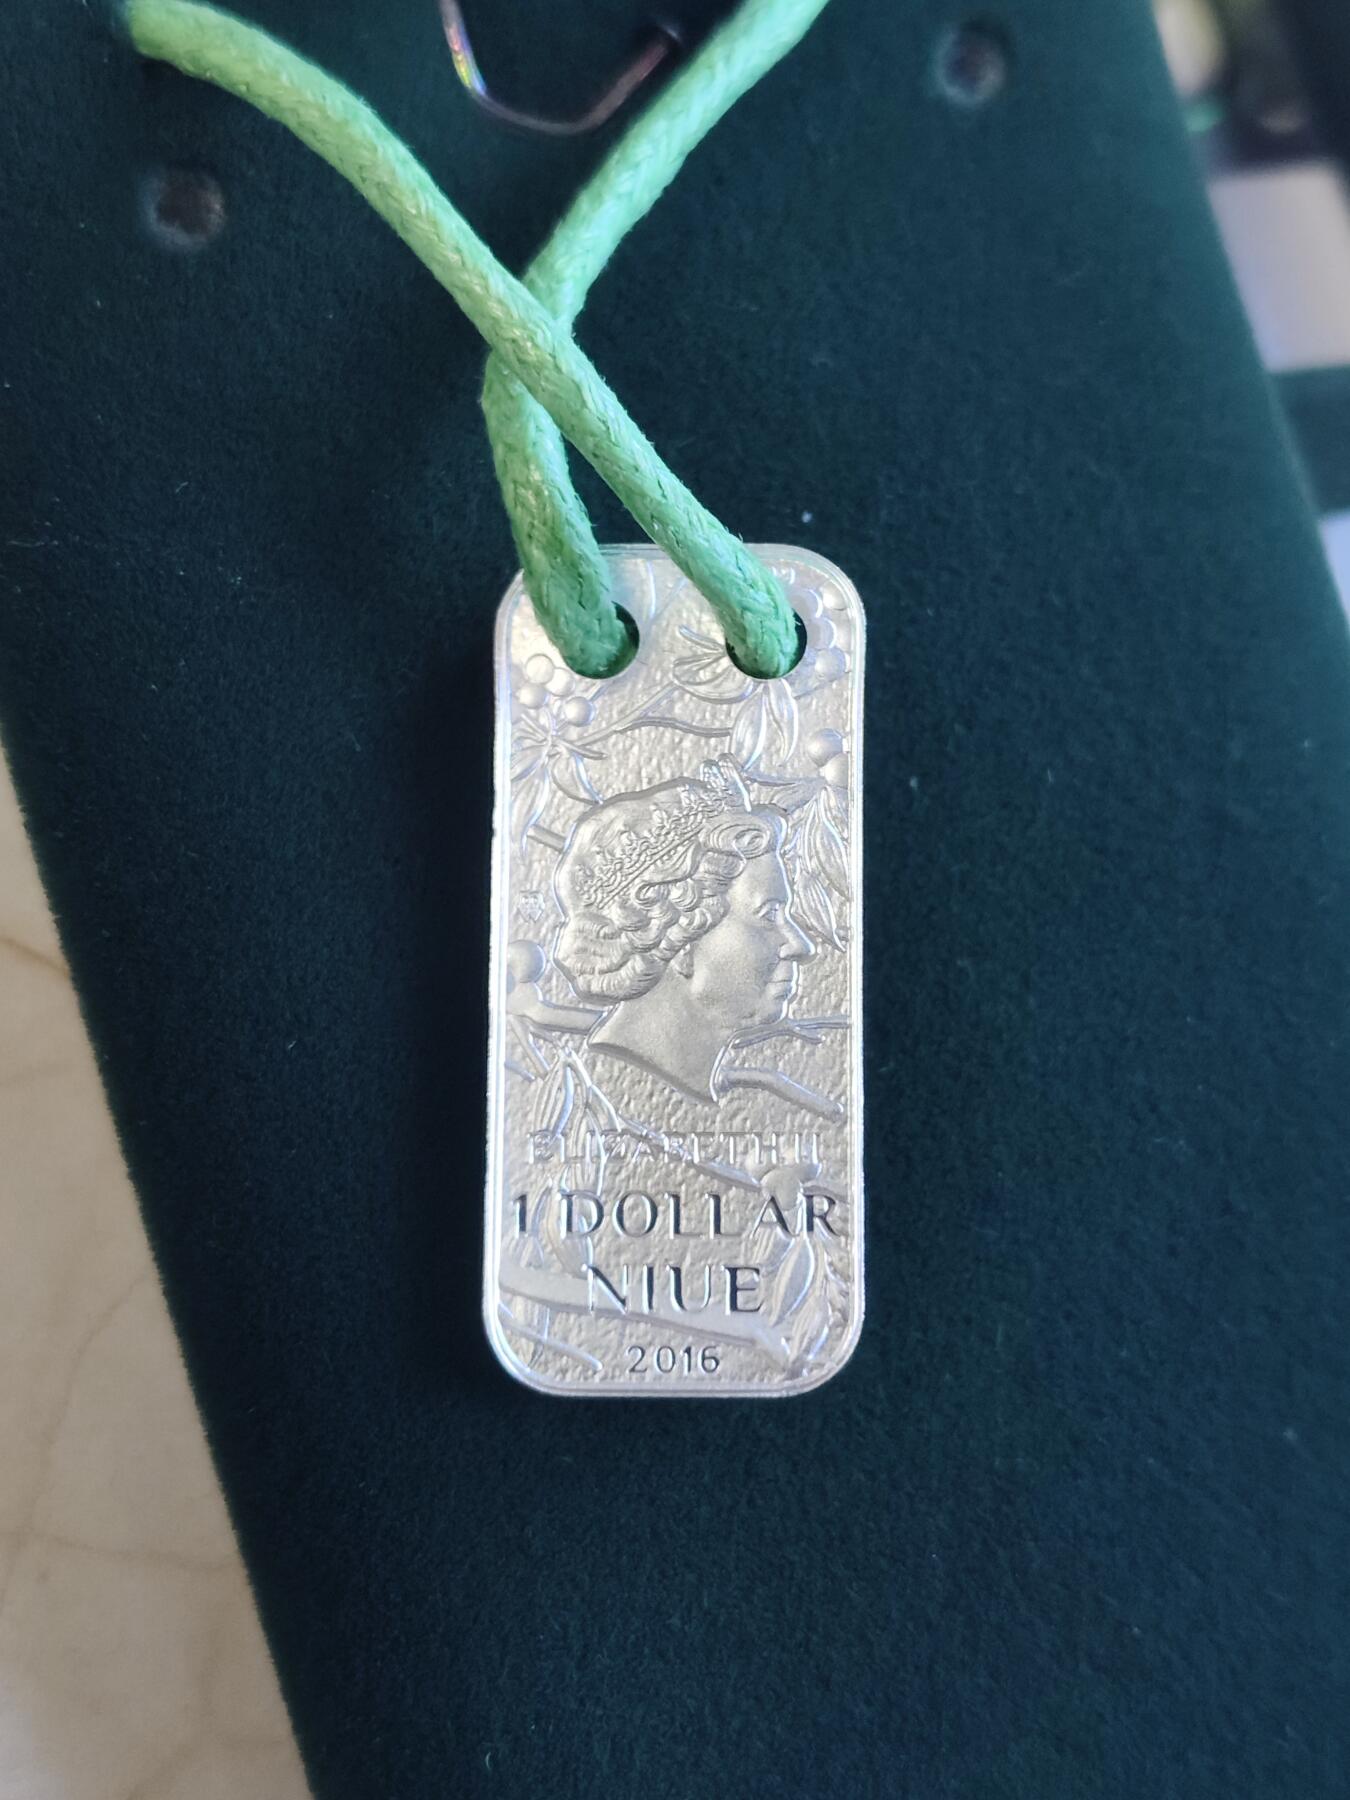 ELIZABETH II
1 DOLLAR
NIUE
2016